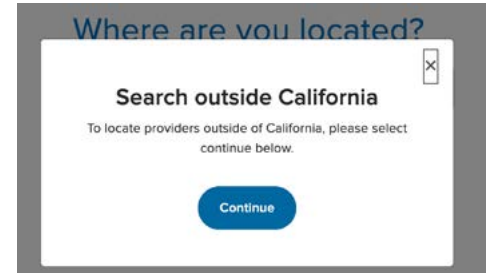 Where are you located?
×
Search outside California
To locate providers outside of California, please select
continue below.
Continue